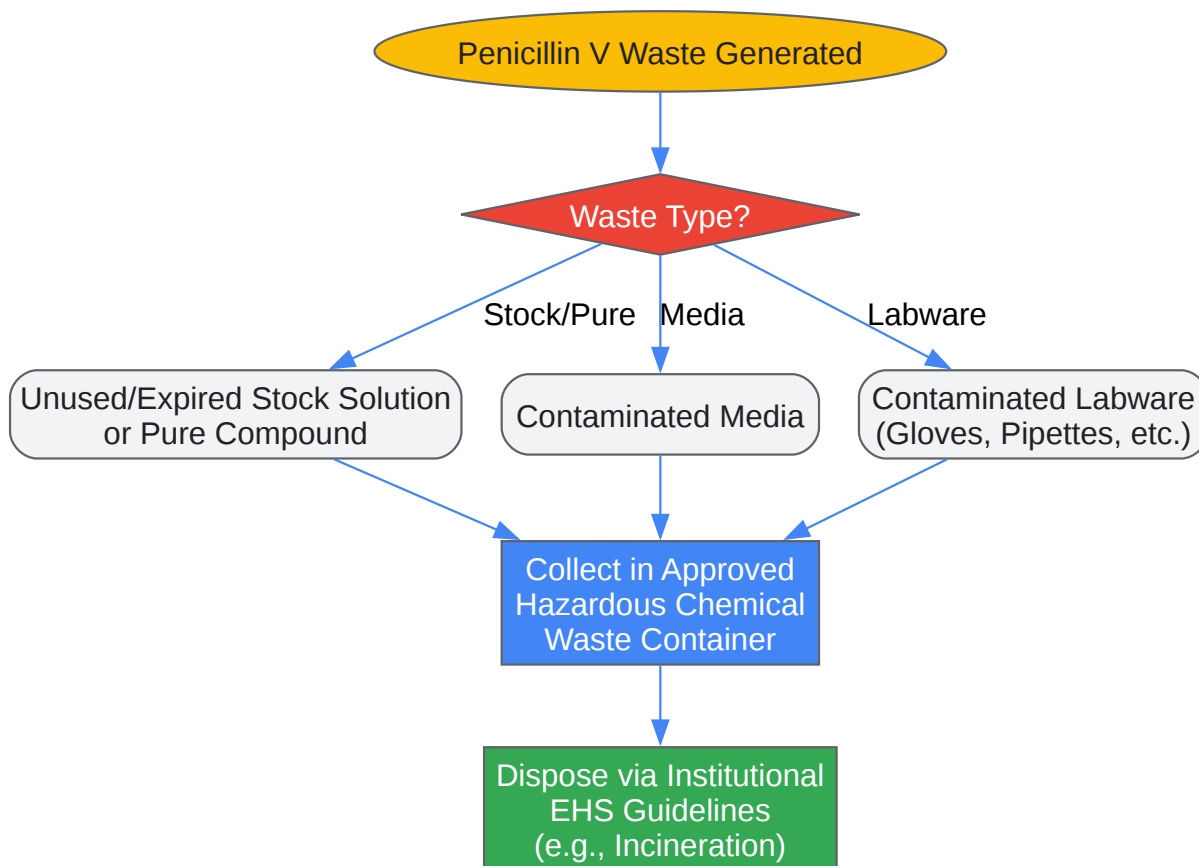 Penicillin V Waste Generated
Waste Type?
Stock/Pure
Media
Labware
Unused/Expired Stock Solution
or Pure Compound
Contaminated Media
Contaminated Labware
(Gloves, Pipettes, etc.)
Collect in Approved
Hazardous Chemical
Waste Container
Dispose via Institutional
EHS Guidelines
(e.g., Incineration)